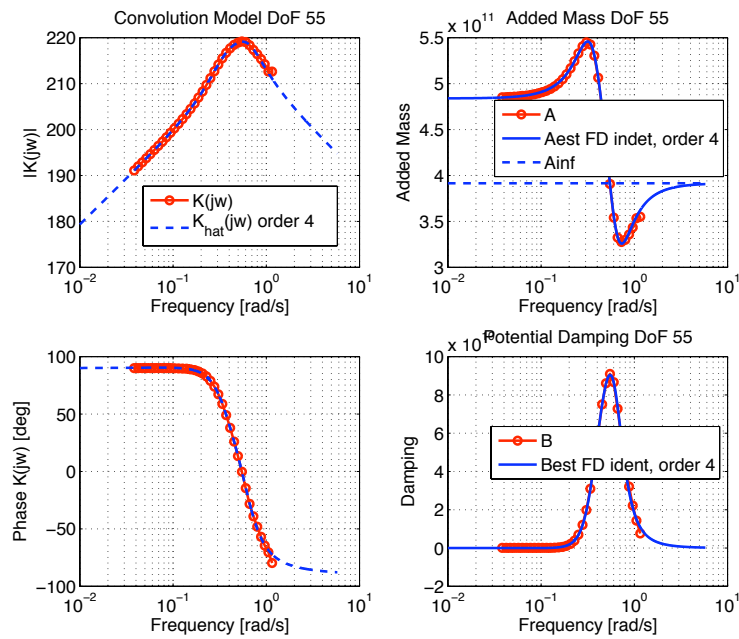 Convolution Model DoF 55
220
210
200
190
180
170
|K(jw)|
K(jw)
K_hat(jw) order 4
10^-2
10^-1
10^0
10^1
Frequency [rad/s]
Added Mass DoF 55
x 10^11
5.5
5
4.5
4
3.5
3
Added Mass
A
Aest FD indet, order 4
Ainf
10^-2
10^-1
10^0
10^1
Frequency [rad/s]
100
50
0
−50
−100
Phase K(jw) [deg]
10^-2
10^-1
10^0
10^1
Frequency [rad/s]
Potential Damping DoF 55
x 10
10
8
6
4
2
0
−2
Damping
B
Best FD ident, order 4
10^-2
10^-1
10^0
10^1
Frequency [rad/s]